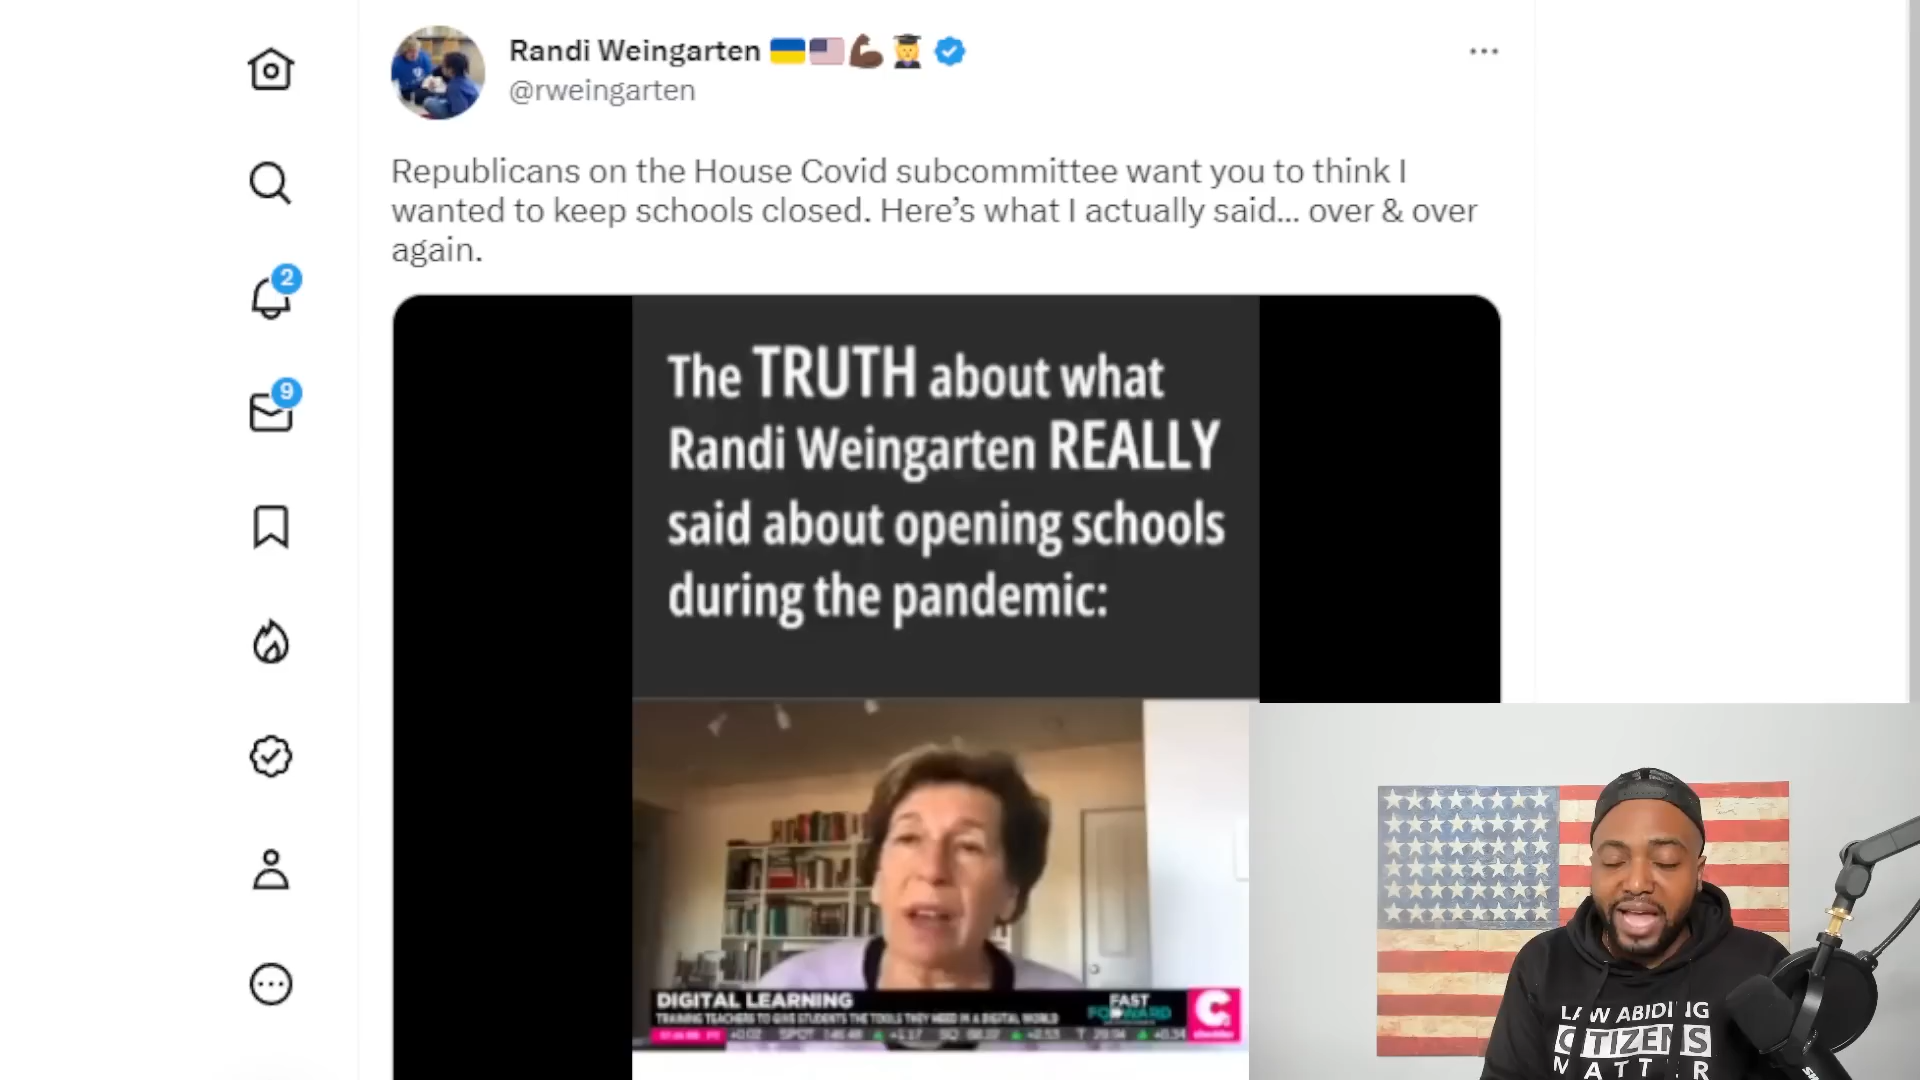 Randi Weingarten
@rweingarten
Republicans on the House Covid subcommittee want you to think I
wanted to keep schools closed. Here's what I actually said... over & over
again.
2
9
The TRUTH about what
Randi Weingarten REALLY
said about opening schools
during the pandemic:
DIGITAL LEARNING
TRAINING TEACHERS TO GIVE STUDENTS THE TOOLS THEY NEED IN A DIGITAL WORLD
FAST
FORWARD
LAW ABIDING
CITIZENS
MATTER